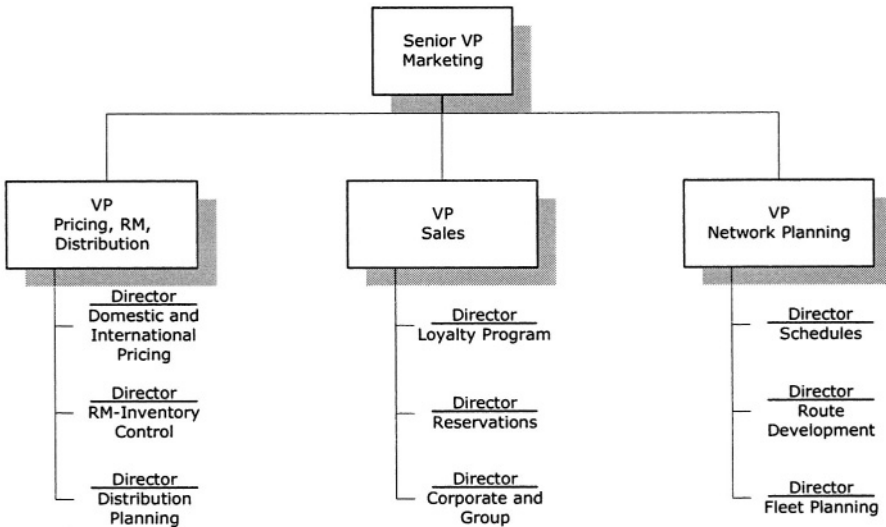 Senior VP
Marketing
VP
Pricing, RM,
Distribution
VP
Sales
VP
Network Planning
Director
Domestic and
International
Pricing
Director
RM-Inventory
Control
Director
Distribution
Planning
Director
Loyalty Program
Director
Reservations
Director
Corporate and
Group
Director
Schedules
Director
Route
Development
Director
Fleet Planning